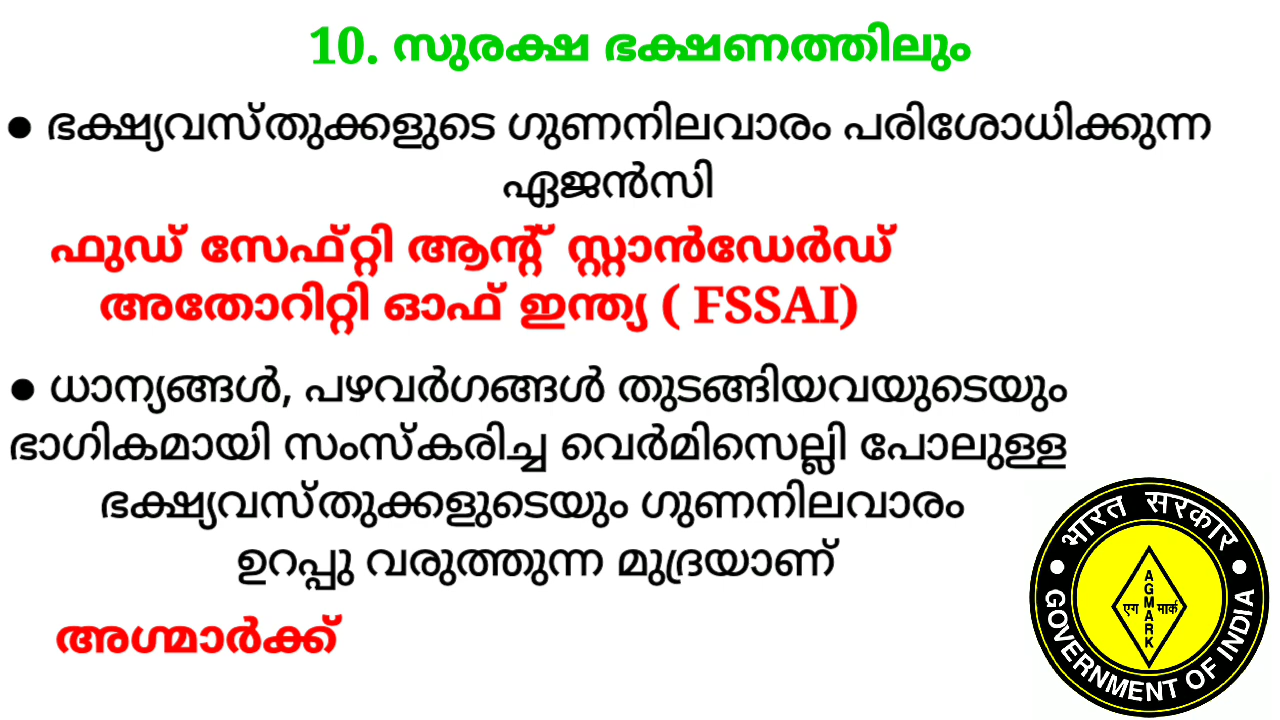 10. സുരക്ഷ ഭക്ഷണത്തിലും
● ഭക്ഷ്യവസ്തുക്കളുടെ ഗുണനിലവാരം പരിശോധിക്കുന്ന
ഏജൻസി
ഫുഡ് സേഫ്റ്റി ആന്റ് സ്റ്റാൻഡേർഡ്
അതോറിറ്റി ഓഫ് ഇന്ത്യ ( FSSAI)
● ധാന്യങ്ങൾ, പഴവർഗങ്ങൾ തുടങ്ങിയവയുടെയും
ഭാഗികമായി സംസ്കരിച്ച വെർമിസെല്ലി പോലുള്ള
ഭക്ഷ്യവസ്തുക്കളുടെയും ഗുണനിലവാരം
ഉറപ്പു വരുത്തുന്ന മുദ്രയാണ്
അഗ്മാർക്ക്
भारत सरकार
AGMARK
एग मार्क
GOVERNMENT OF INDIA